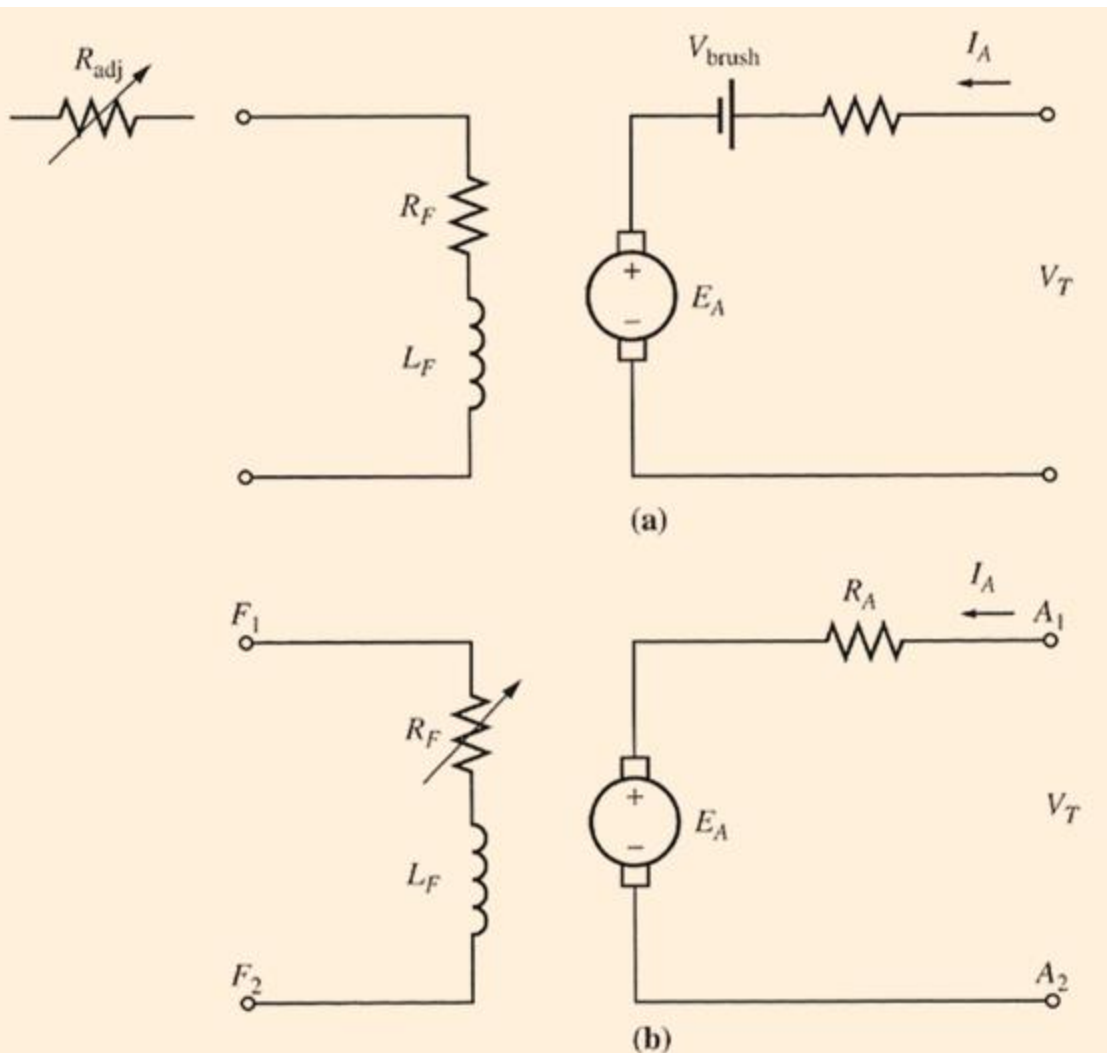 R_adj
V_brush
I_A
R_F
+
E_A
−
V_T
L_F
(a)
F_1
R_A
I_A
A_1
R_F
+
E_A
−
V_T
L_F
F_2
A_2
(b)